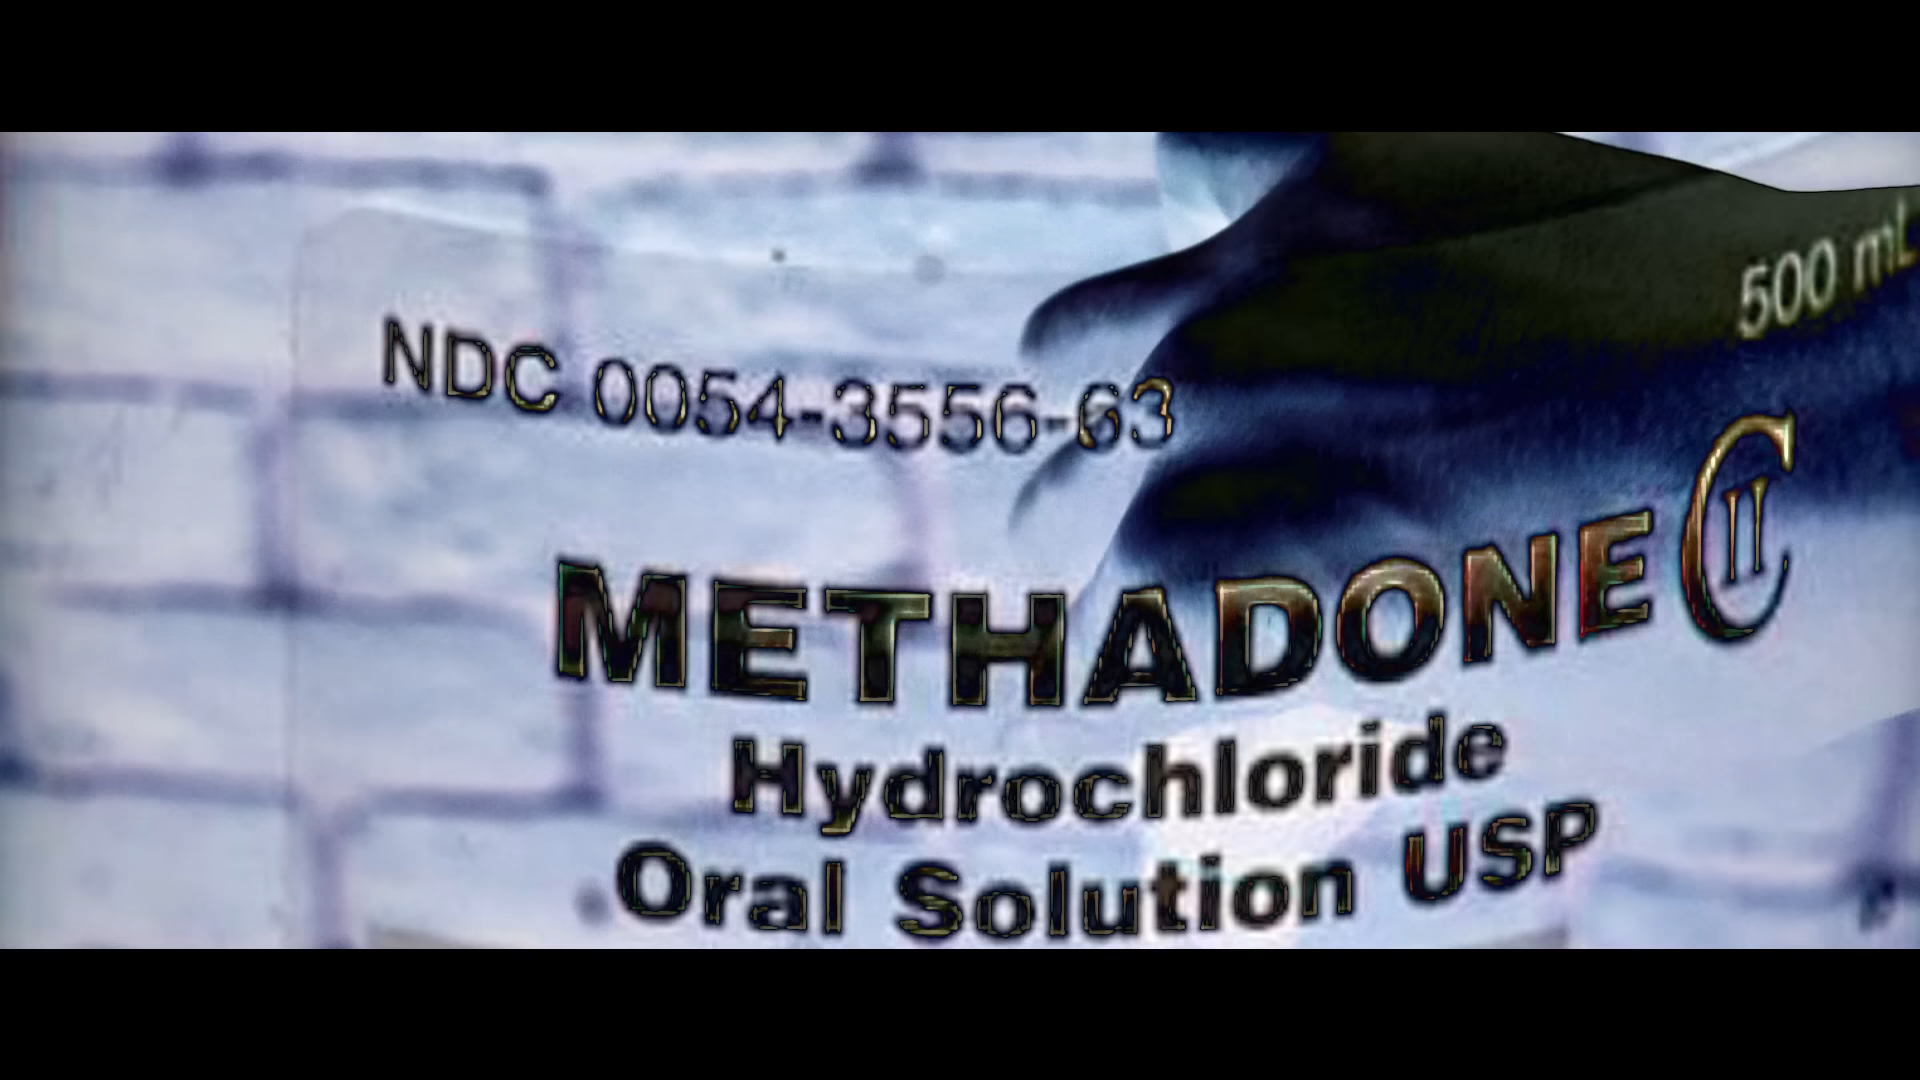 500 mL
NDC 0054-3556-63
METHADONE CII
Hydrochloride
Oral Solution USP